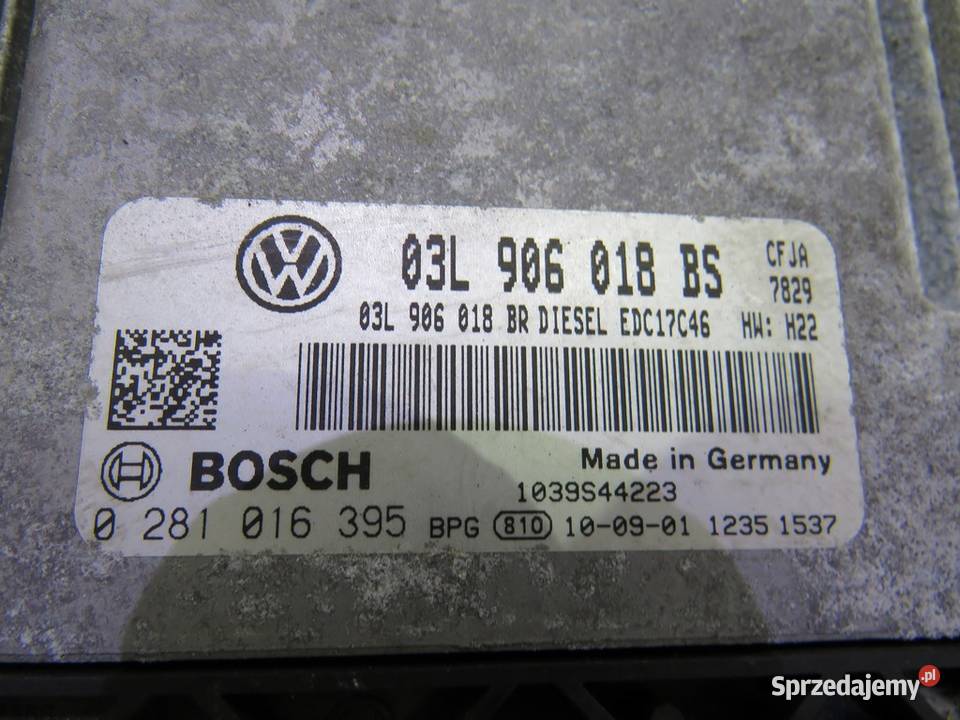 03L 906 018 BS CFJA
7829
03L 906 018 BR DIESEL EDC17C46 HW: H22
BOSCH Made in Germany
1039S44223
0 281 016 395 BPG 810 10-09-01 1235 1537
Sprzedajemy.pl